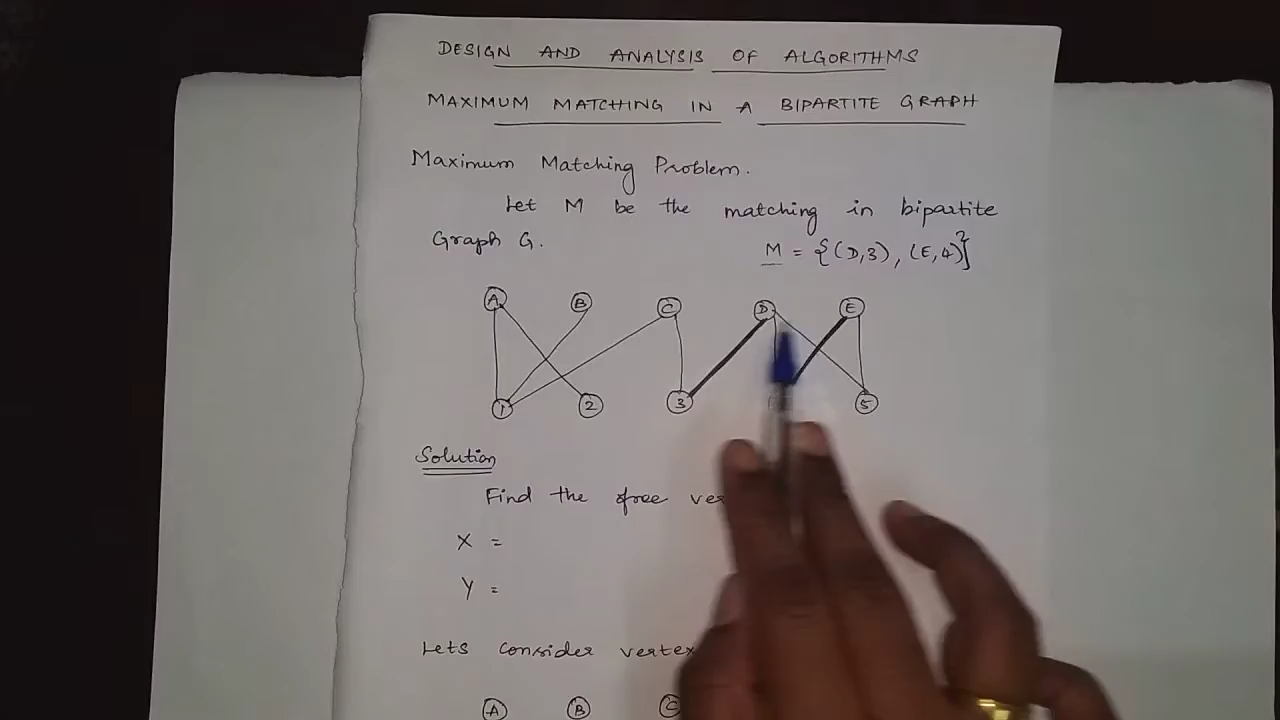 DESIGN AND ANALYSIS OF ALGORITHMS
MAXIMUM MATCHING IN A BIPARTITE GRAPH
Maximum Matching Problem.
Let M be the matching in bipartite
Graph G. M = {(D,3), (E,4)}
A B C D E
1 2 3 5
Solution
Find the free
X =
Y =
Lets consider vertex
A B C